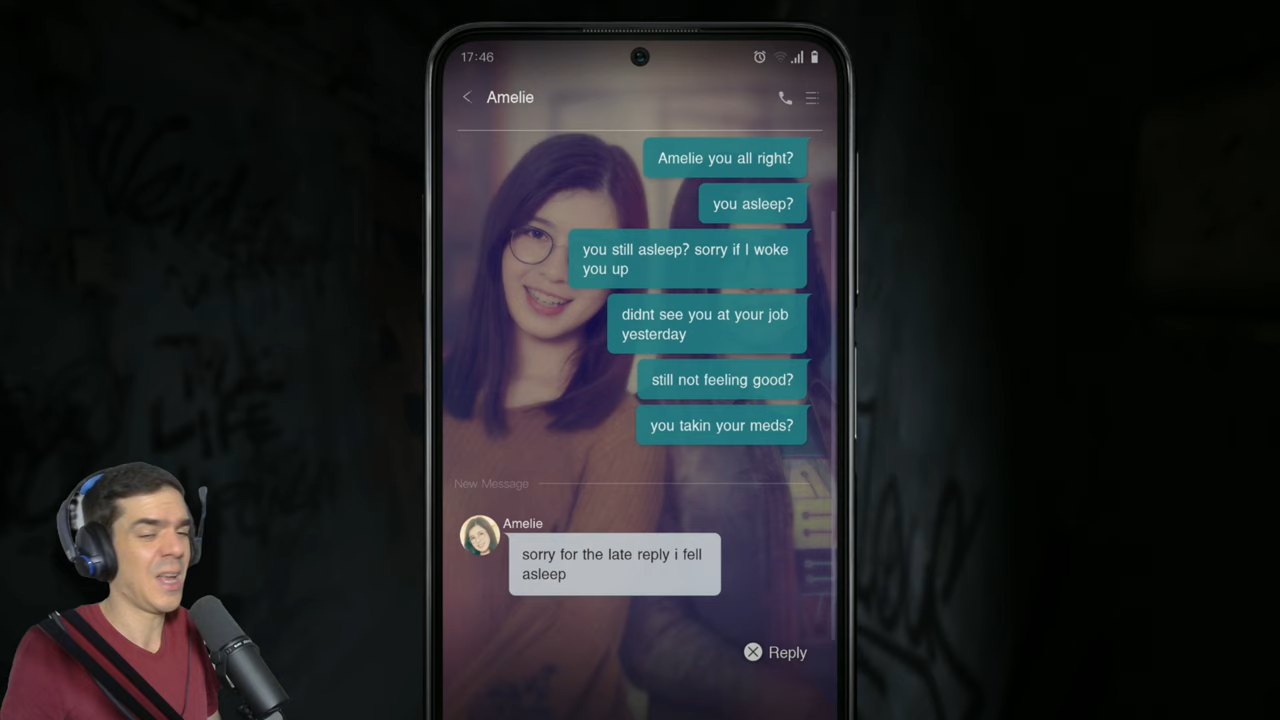 17:46
Amelie
Amelie you all right?
you asleep?
you still asleep? sorry if I woke
you up
didnt see you at your job
yesterday
still not feeling good?
you takin your meds?
New Message
Amelie
sorry for the late reply i fell
asleep
Reply